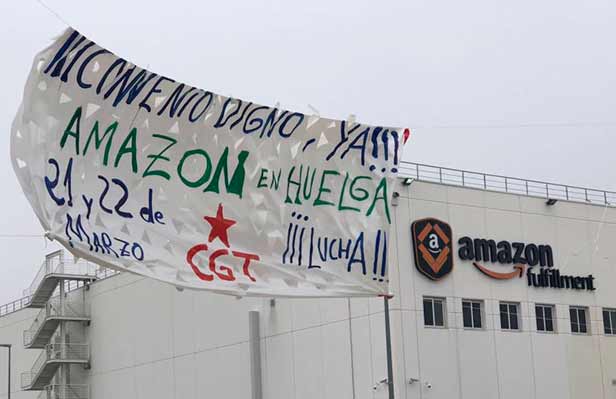 ¡¡CONVENIO DIGNO, YA!!!
AMAZON EN HUELGA
21 y 22 de
MARZO
CGT
¡¡¡LUCHA!!
a
amazon
fulfillment